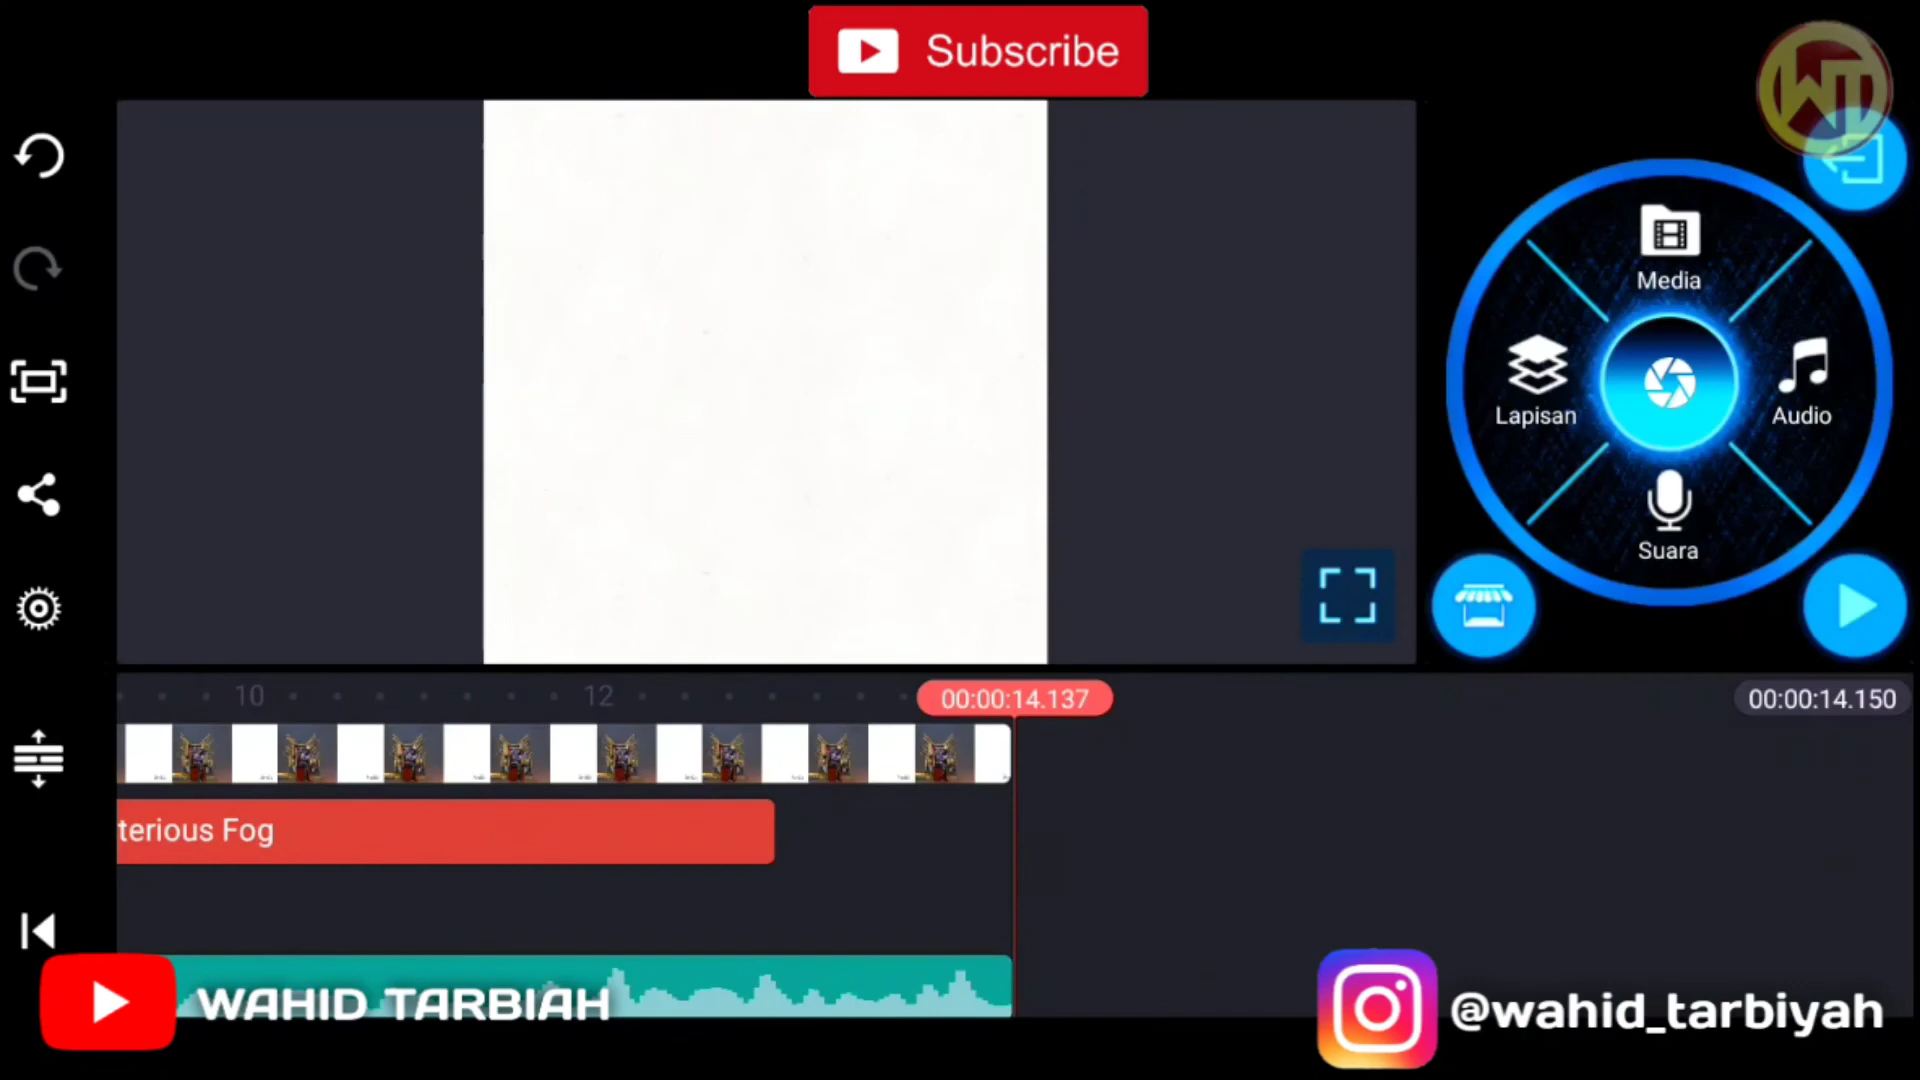 Subscribe
WT
Media
Lapisan
Audio
Suara
10
12
00:00:14.137
00:00:14.150
terious Fog
WAHID TARBIAH
@wahid_tarbiyah